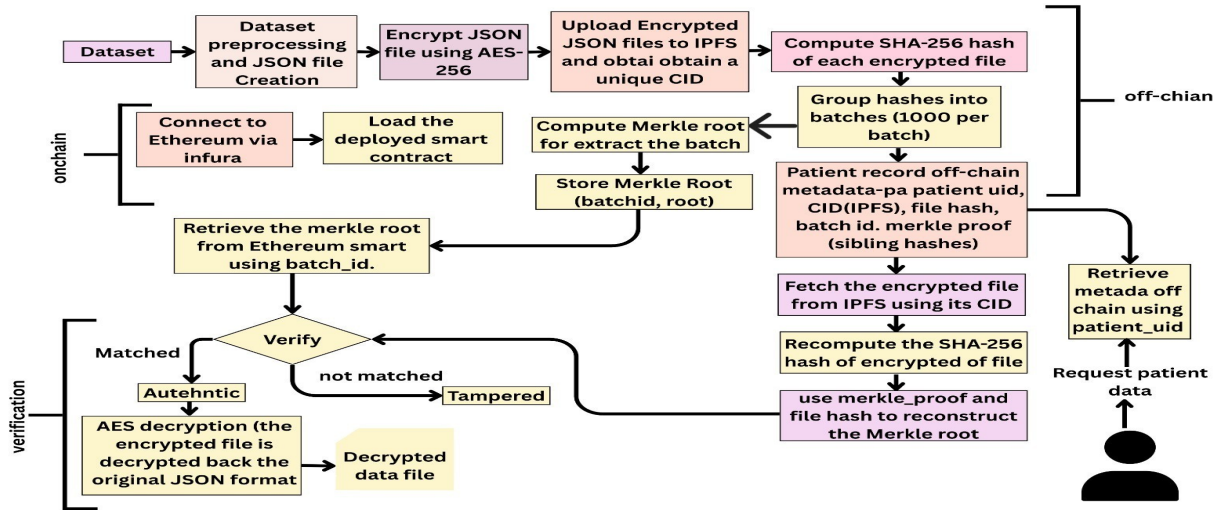 Dataset
Dataset
preprocessing
and JSON file
Creation
Encrypt JSON
file using AES-
256
Upload Encrypted
JSON files to IPFS
and obtai obtain a
unique CID
Compute SHA-256 hash
of each encrypted file
off-chian
Group hashes into
batches (1000 per
batch)
onchain
Connect to
Ethereum via
infura
Load the
deployed smart
contract
Compute Merkle root
for extract the batch
Store Merkle Root
(batchid, root)
Patient record off-chain
metadata-pa patient uid,
CID(IPFS), file hash,
batch id. merkle proof
(sibling hashes)
Retrieve the merkle root
from Ethereum smart
using batch_id.
Fetch the encrypted file
from IPFS using its CID
Retrieve
metada off
chain using
patient_uid
Recompute the SHA-256
hash of encrypted of file
Request patient
data
use merkle_proof and
file hash to reconstruct
the Merkle root
verification
Verify
Matched
not matched
Autehntic
Tampered
AES decryption (the
encrypted file is
decrypted back the
original JSON format
Decrypted
data file